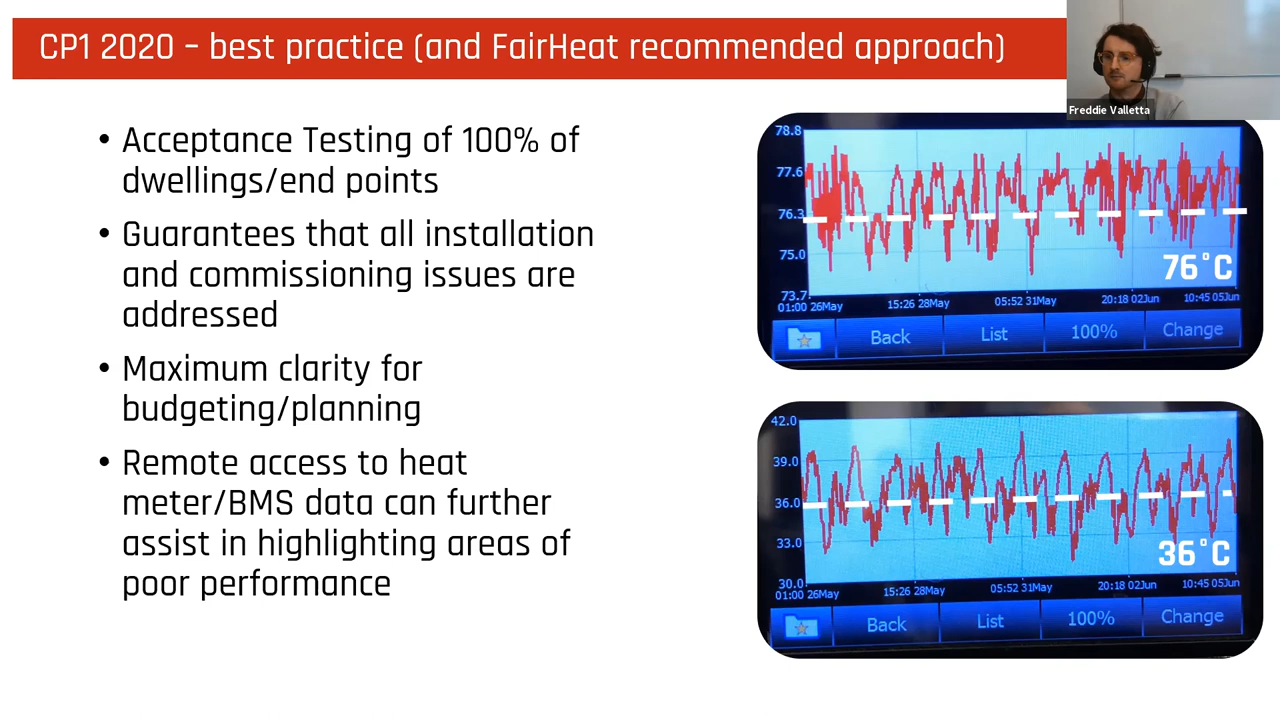 CP1 2020 – best practice (and FairHeat recommended approach)
Freddie Valletta
• Acceptance Testing of 100% of
dwellings/end points
• Guarantees that all installation
and commissioning issues are
addressed
• Maximum clarity for
budgeting/planning
• Remote access to heat
meter/BMS data can further
assist in highlighting areas of
poor performance
78.8
77.6
76.3
75.0
73.7
76°C
01:00 26May 15:26 28May 05:52 31May 20:18 02Jun 10:45 05Jun
Back List 100% Change
42.0
39.0
36.0
33.0
30.0
36°C
01:00 26May 15:26 28May 05:52 31May 20:18 02Jun 10:45 05Jun
Back List 100% Change